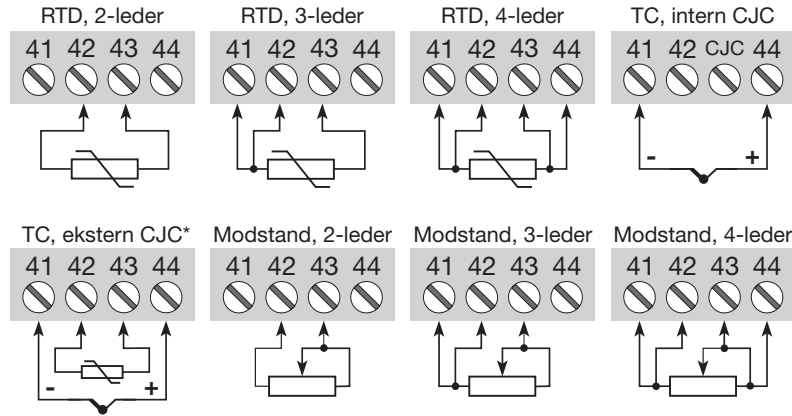 RTD, 2-leder RTD, 3-leder RTD, 4-leder TC, intern CJC
41 42 43 44 41 42 43 44 41 42 43 44 41 42 CJC 44
- +
TC, ekstern CJC* Modstand, 2-leder Modstand, 3-leder Modstand, 4-leder
41 42 43 44 41 42 43 44 41 42 43 44 41 42 43 44
- +